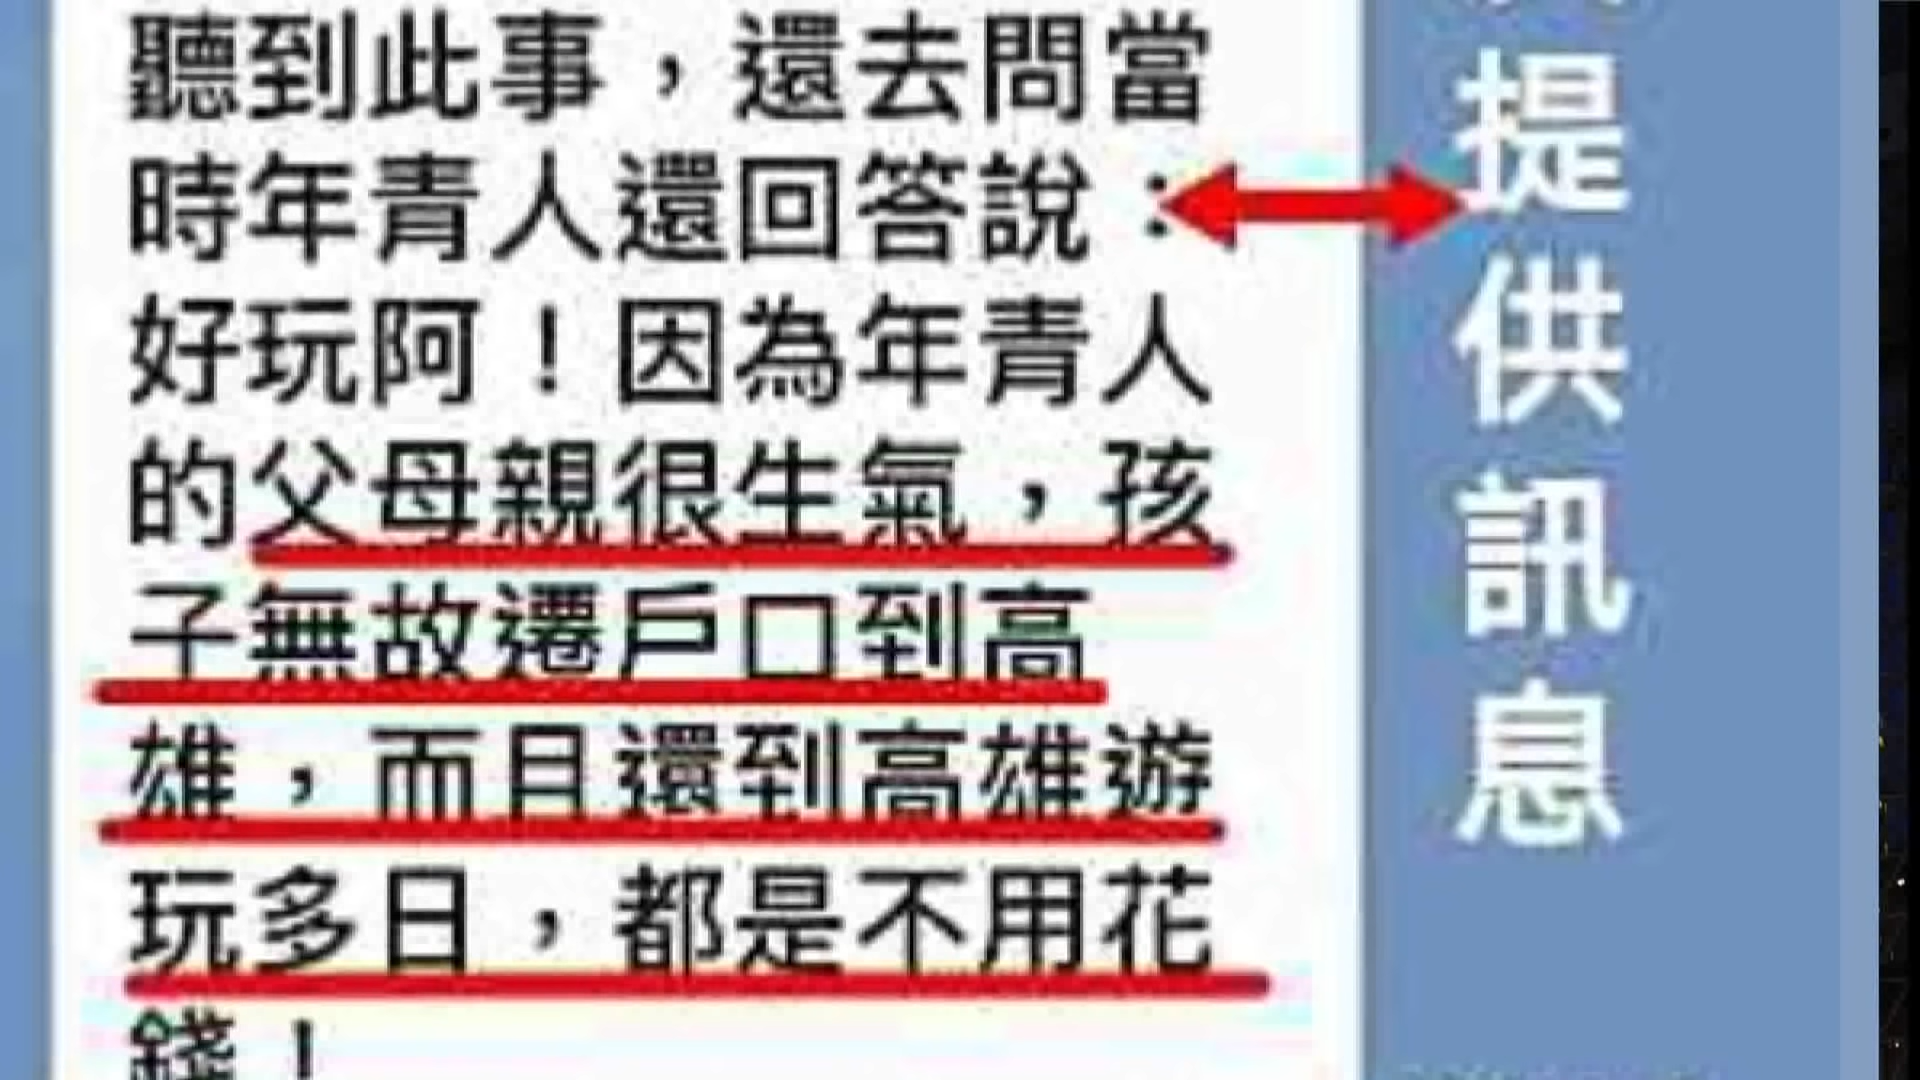 聽到此事，還去問當
時年青人還回答說：
好玩阿！因為年青人
的父母親很生氣，孩
子無故遷戶口到高
雄，而且還到高雄遊
玩多日，都是不用花
錢！
提供訊息